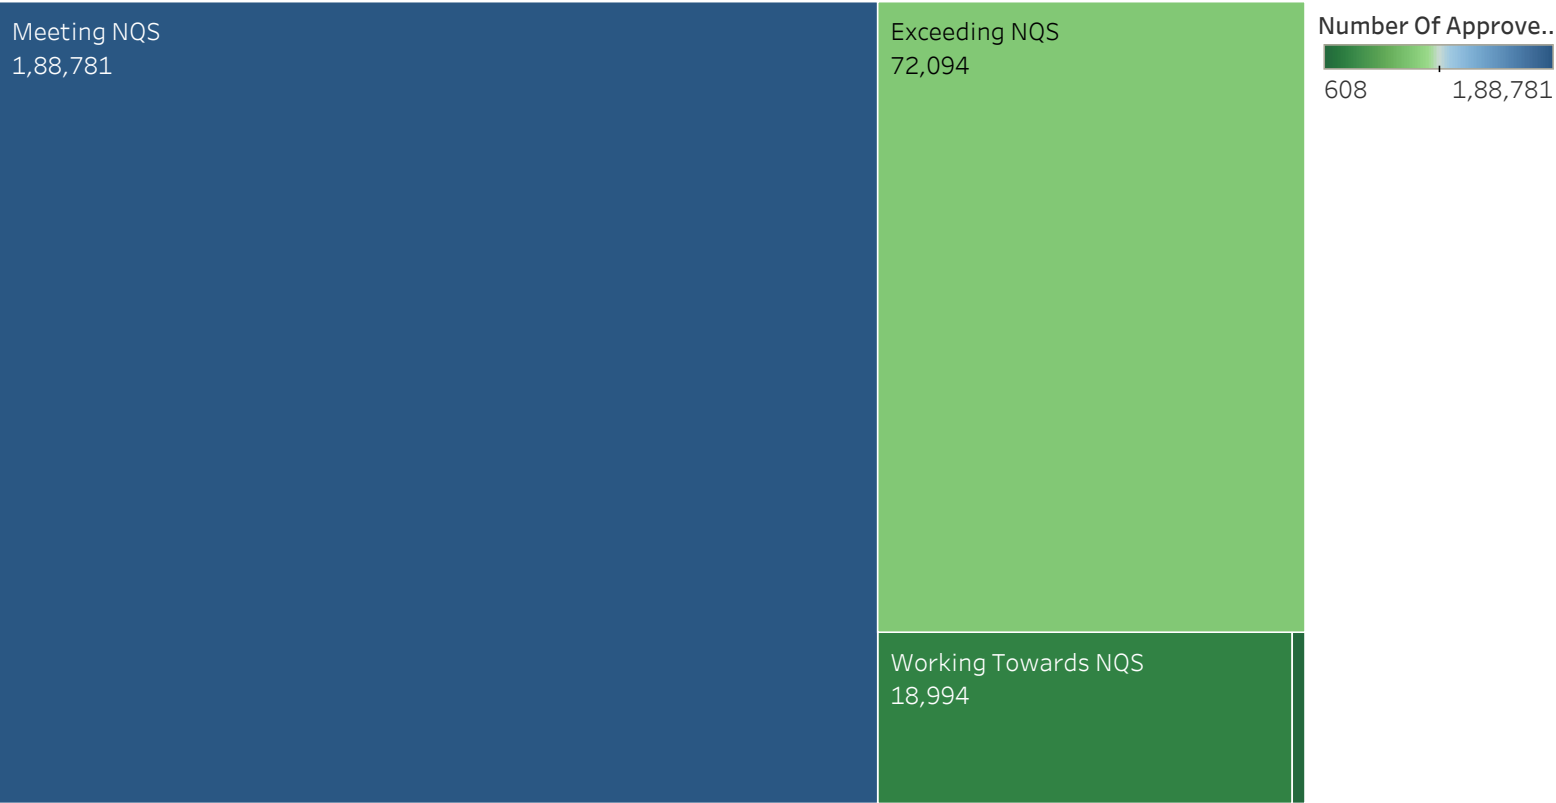 Meeting NQS
1,88,781
Exceeding NQS
72,094
Working Towards NQS
18,994
Number Of Approve..
608 1,88,781